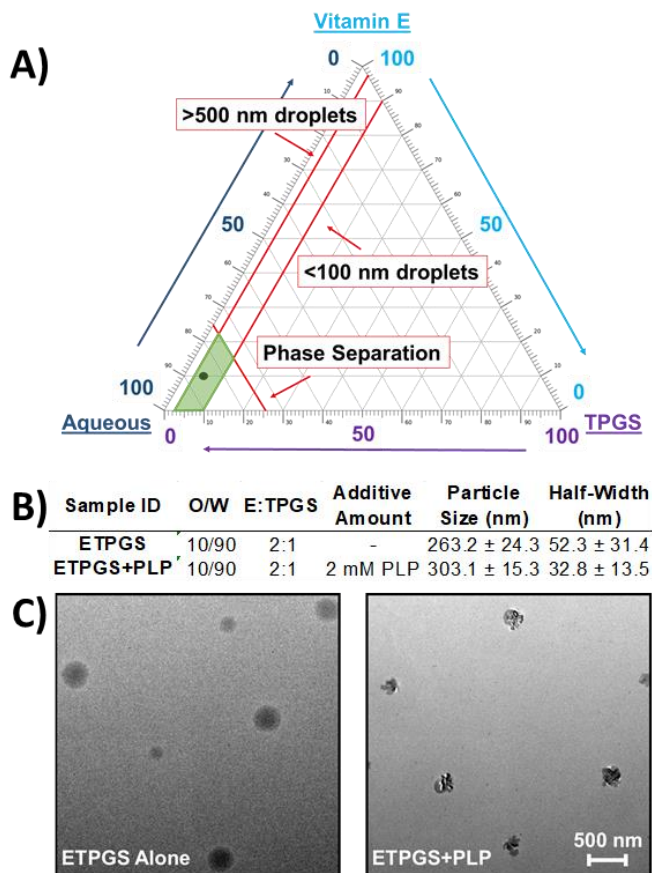 A)
Vitamin E
0 100
>500 nm droplets
50
50
<100 nm droplets
Phase Separation
100
0
Aqueous
TPGS
0
50
100
B)
Sample ID O/W E:TPGS Additive Amount Particle Size (nm) Half-Width (nm)
ETPGS 10/90 2:1 - 263.2 ± 24.3 52.3 ± 31.4
ETPGS+PLP 10/90 2:1 2 mM PLP 303.1 ± 15.3 32.8 ± 13.5
C)
ETPGS Alone
ETPGS+PLP
500 nm